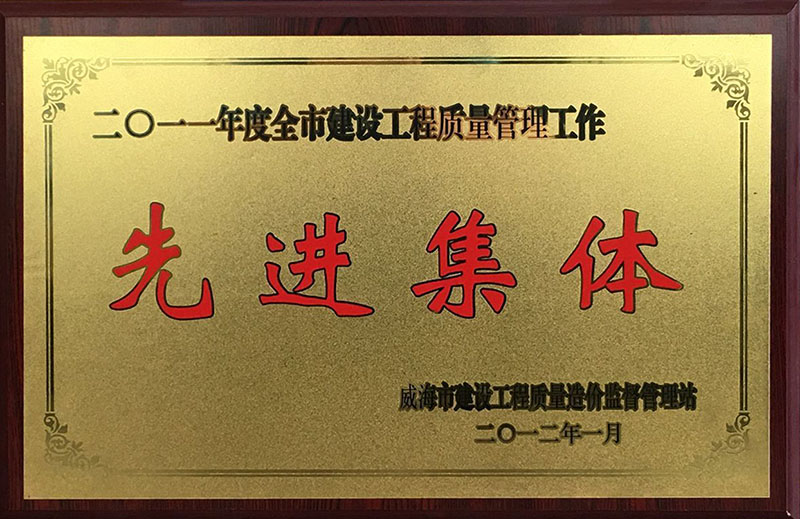 二〇一一年度全市建设工程质量管理工作
先进集体
威海市建设工程质量造价监督管理站
二〇一二年一月